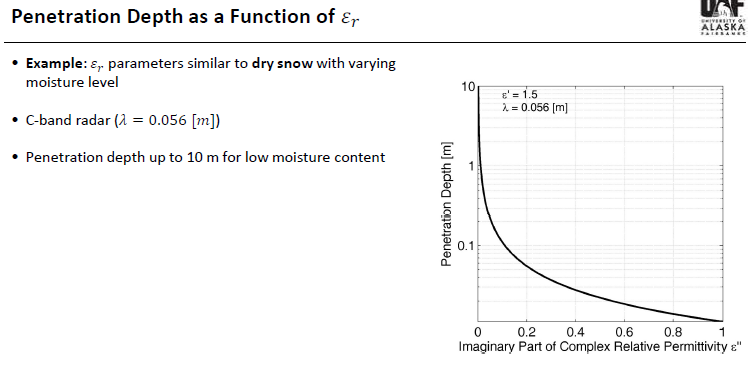 Penetration Depth as a Function of 𝜀𝑟
UAF
UNIVERSITY OF
ALASKA
FAIRBANKS
• Example: 𝜀𝑟 parameters similar to dry snow with varying
moisture level
• C-band radar (𝜆 = 0.056 [𝑚])
• Penetration depth up to 10 m for low moisture content
ε' = 1.5
λ = 0.056 [m]
Penetration Depth [m]
10
1
0.1
0 0.2 0.4 0.6 0.8 1
Imaginary Part of Complex Relative Permittivity ε"